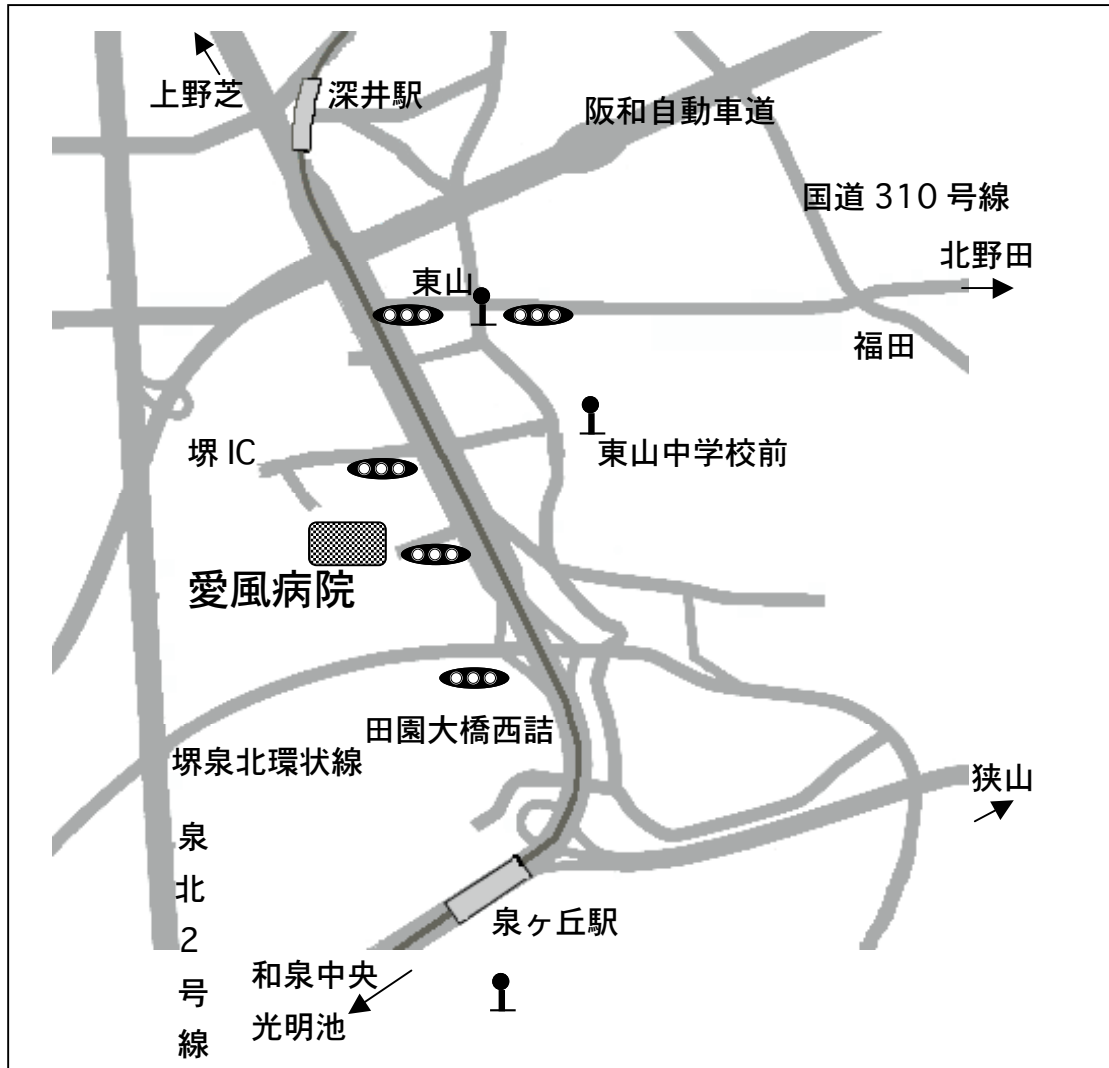 上野芝
深井駅
阪和自動車道
国道 310 号線
北野田
東山
福田
堺 IC
東山中学校前
愛風病院
田園大橋西詰
堺泉北環状線
狭山
泉北2号線
泉ヶ丘駅
和泉中央
光明池